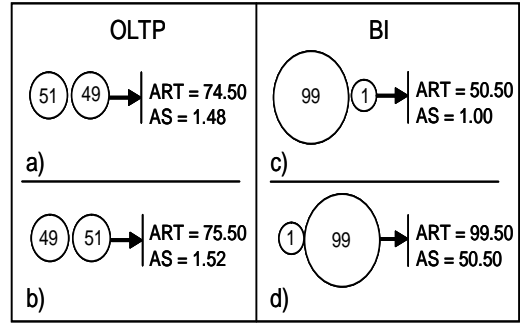 OLTP
51 49 ART = 74.50
AS = 1.48
a)
49 51 ART = 75.50
AS = 1.52
b)
BI
99 1 ART = 50.50
AS = 1.00
c)
1 99 ART = 99.50
AS = 50.50
d)